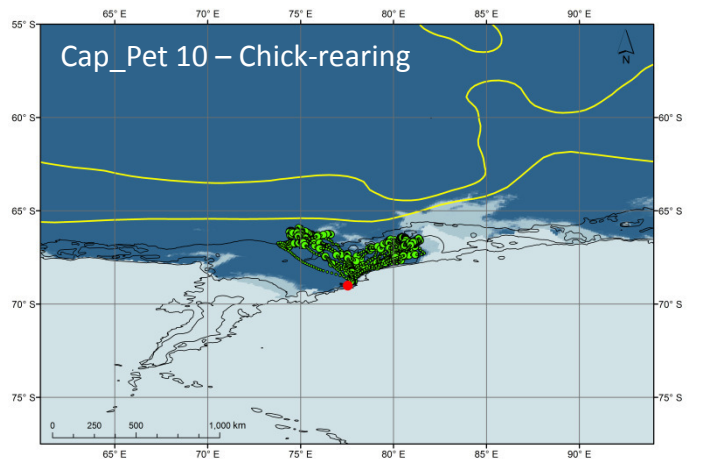 65° E 70° E 75° E 80° E 85° E 90° E
55° S
Cap_Pet 10 – Chick-rearing
N
60° S 60° S
65° S 65° S
70° S 70° S
75° S 75° S
0 250 500 1,000 km
65° E 70° E 75° E 80° E 85° E 90° E